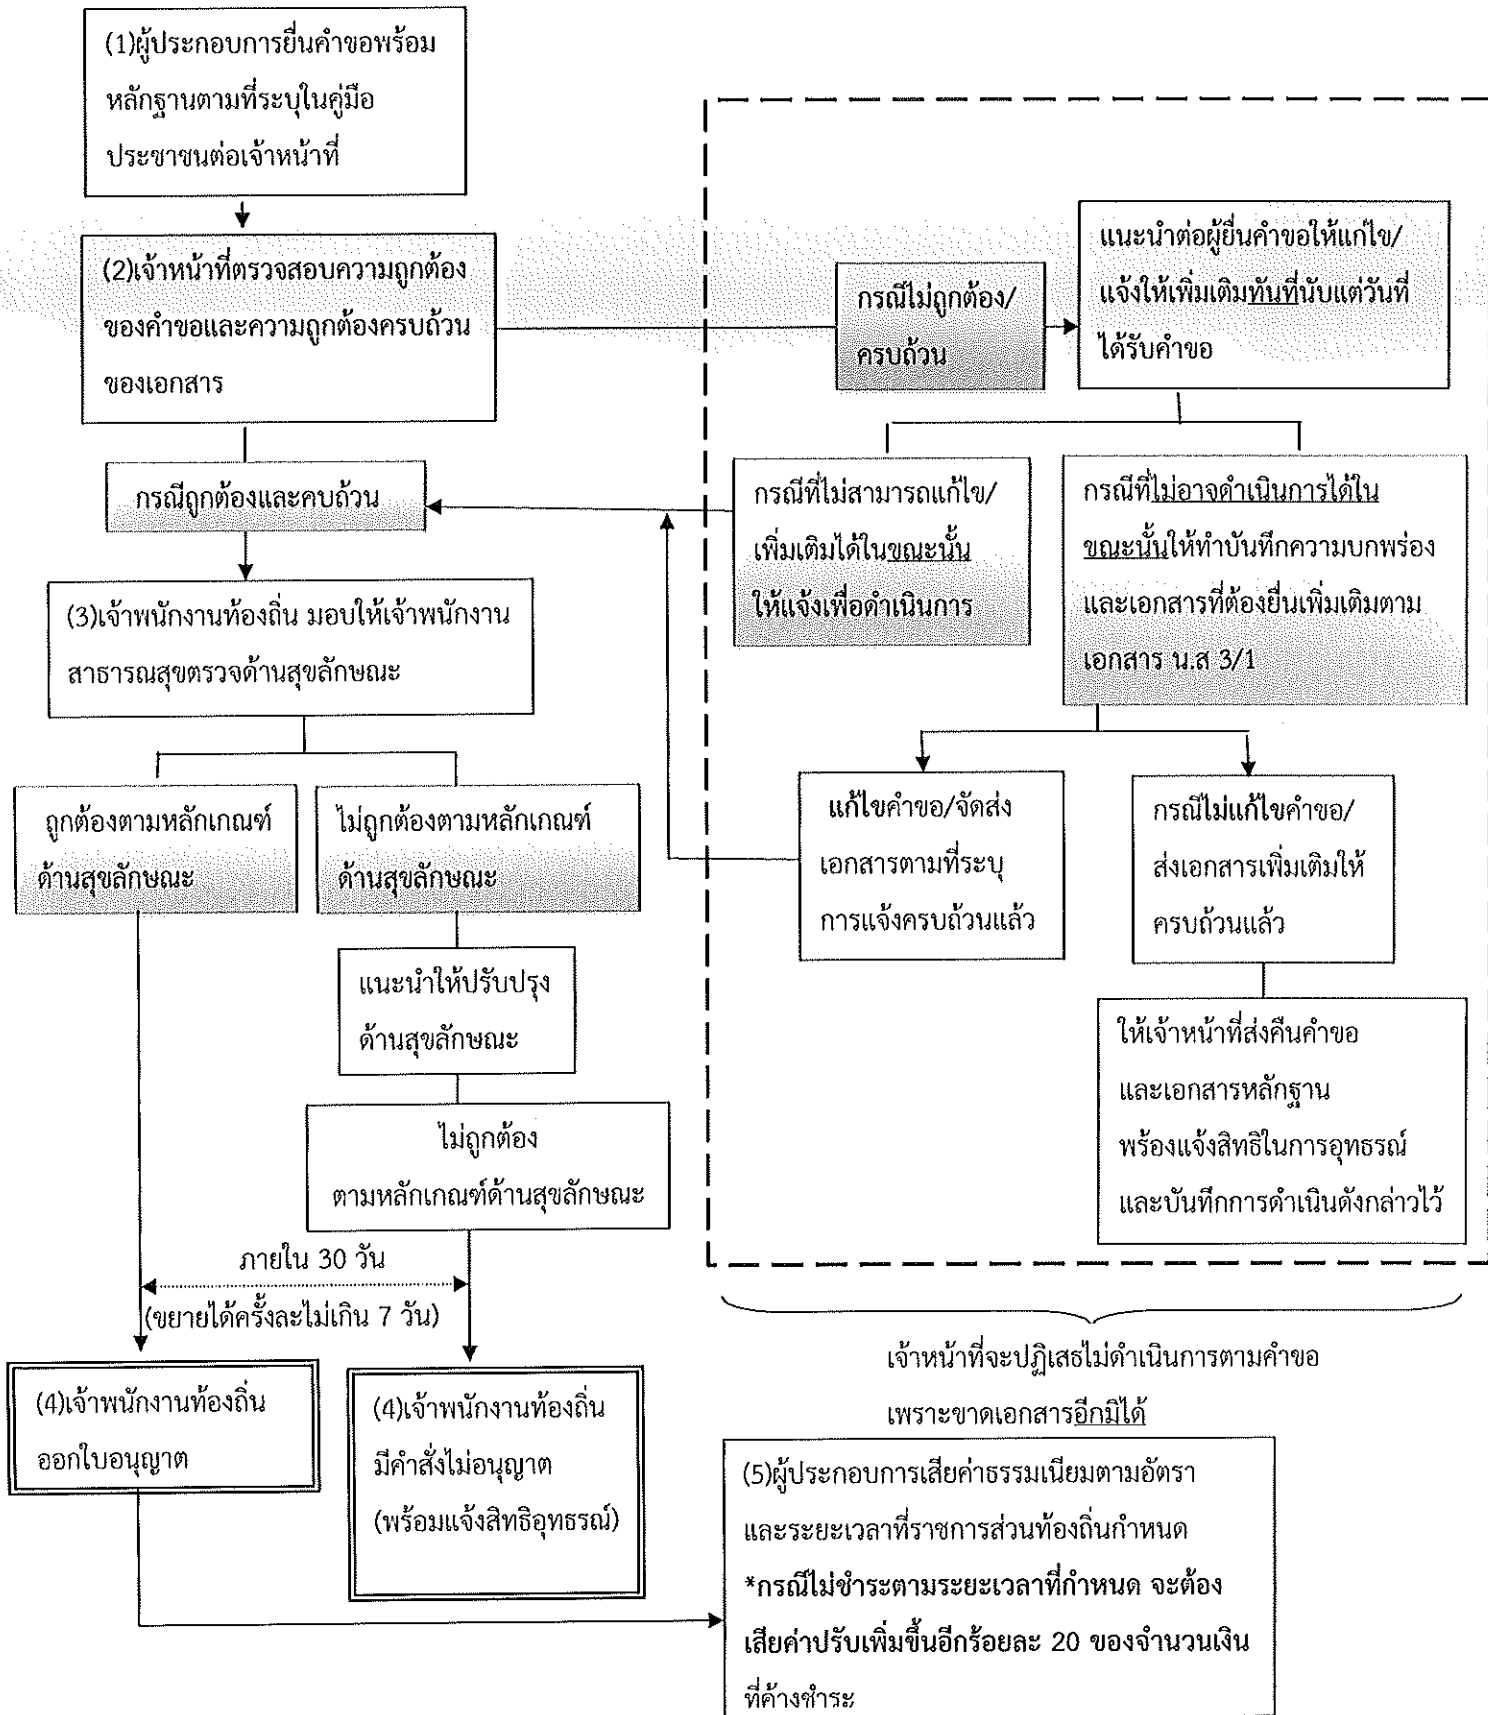 (1)ผู้ประกอบการยื่นคำขอพร้อม
หลักฐานตามที่ระบุในคู่มือ
ประชาชนต่อเจ้าหน้าที่
(2)เจ้าหน้าที่ตรวจสอบความถูกต้อง
ของคำขอและความถูกต้องครบถ้วน
ของเอกสาร
กรณีไม่ถูกต้อง/
ครบถ้วน
แนะนำต่อผู้ยื่นคำขอให้แก้ไข/
แจ้งให้เพิ่มเติมทันที่นับแต่วันที่
ได้รับคำขอ
กรณีถูกต้องและคบถ้วน
กรณีที่ไม่สามารถแก้ไข/
เพิ่มเติมได้ในขณะนั้น
ให้แจ้งเพื่อดำเนินการ
กรณีที่ไม่อาจดำเนินการได้ใน
ขณะนั้นให้ทำบันทึกความบกพร่อง
และเอกสารที่ต้องยื่นเพิ่มเติมตาม
เอกสาร น.ส 3/1
(3)เจ้าพนักงานท้องถิ่น มอบให้เจ้าพนักงาน
สาธารณสุขตรวจด้านสุขลักษณะ
ถูกต้องตามหลักเกณฑ์
ด้านสุขลักษณะ
ไม่ถูกต้องตามหลักเกณฑ์
ด้านสุขลักษณะ
แก้ไขคำขอ/จัดส่ง
เอกสารตามที่ระบุ
การแจ้งครบถ้วนแล้ว
กรณีไม่แก้ไขคำขอ/
ส่งเอกสารเพิ่มเติมให้
ครบถ้วนแล้ว
แนะนำให้ปรับปรุง
ด้านสุขลักษณะ
ให้เจ้าหน้าที่ส่งคืนคำขอ
และเอกสารหลักฐาน
พร้องแจ้งสิทธิในการอุทธรณ์
และบันทึกการดำเนินดังกล่าวไว้
ไม่ถูกต้อง
ตามหลักเกณฑ์ด้านสุขลักษณะ
ภายใน 30 วัน
(ขยายได้ครั้งละไม่เกิน 7 วัน)
เจ้าหน้าที่จะปฏิเสธไม่ดำเนินการตามคำขอ
เพราะขาดเอกสารอีกมิได้
(4)เจ้าพนักงานท้องถิ่น
ออกใบอนุญาต
(4)เจ้าพนักงานท้องถิ่น
มีคำสั่งไม่อนุญาต
(พร้อมแจ้งสิทธิอุทธรณ์)
(5)ผู้ประกอบการเสียค่าธรรมเนียมตามอัตรา
และระยะเวลาที่ราชการส่วนท้องถิ่นกำหนด
*กรณีไม่ชำระตามระยะเวลาที่กำหนด จะต้อง
เสียค่าปรับเพิ่มขึ้นอีกร้อยละ 20 ของจำนวนเงิน
ที่ค้างชำระ